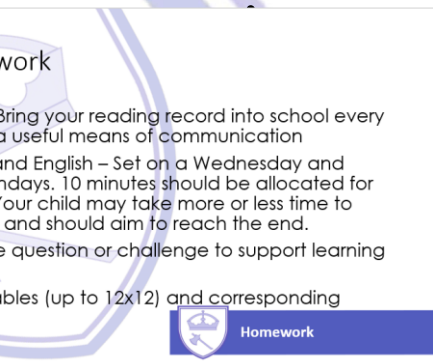 work
Bring your reading record into school every
a useful means of communication
and English – Set on a Wednesday and
ndays. 10 minutes should be allocated for
Your child may take more or less time to
and should aim to reach the end.
e question or challenge to support learning
ables (up to 12x12) and corresponding
Homework